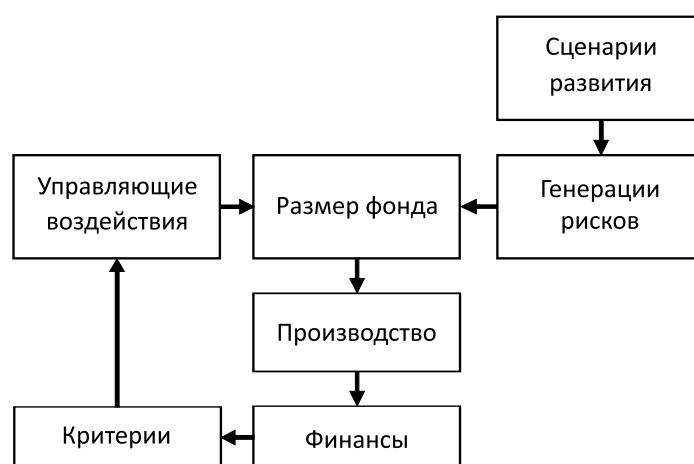 Сценарии
развития
Управляющие
воздействия
Размер фонда
Генерации
рисков
Производство
Критерии
Финансы